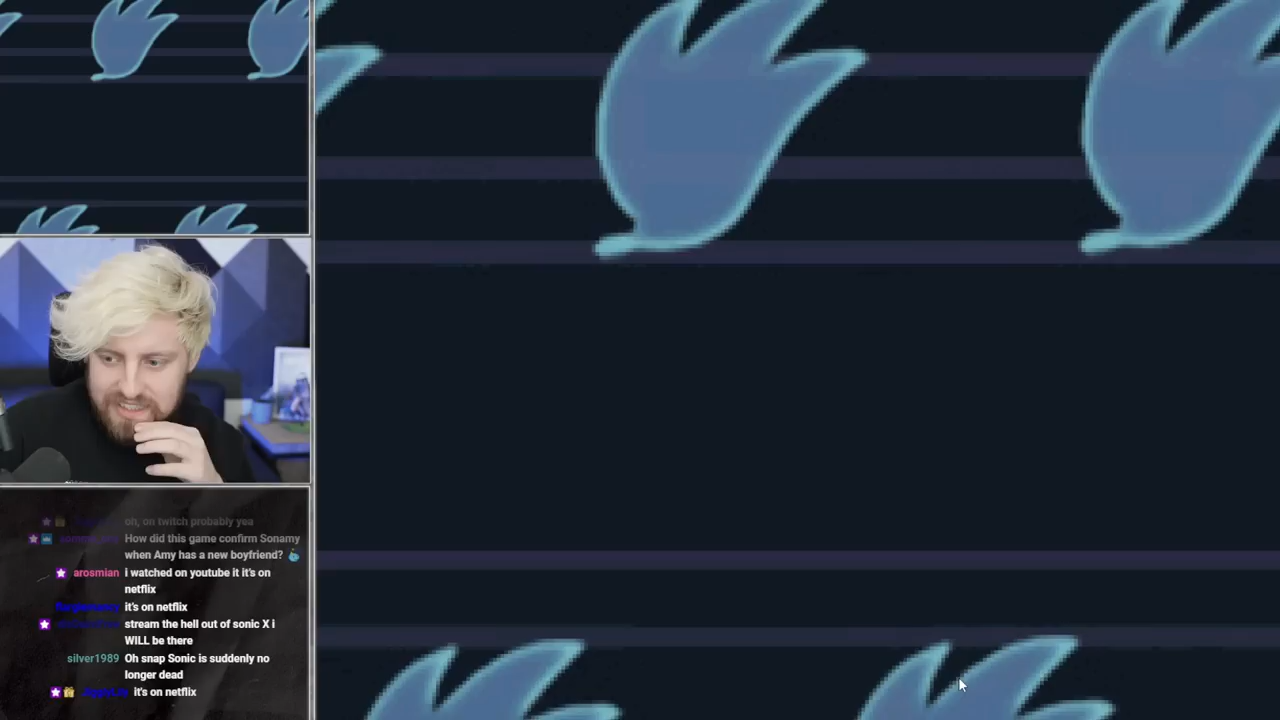 oh, on twitch probably yea
How did this game confirm Sonamy
when Amy has a new boyfriend?
arosmian i watched on youtube it it's on
netflix
it's on netflix
stream the hell out of sonic X i
WILL be there
silver1989 Oh snap Sonic is suddenly no
longer dead
it's on netflix